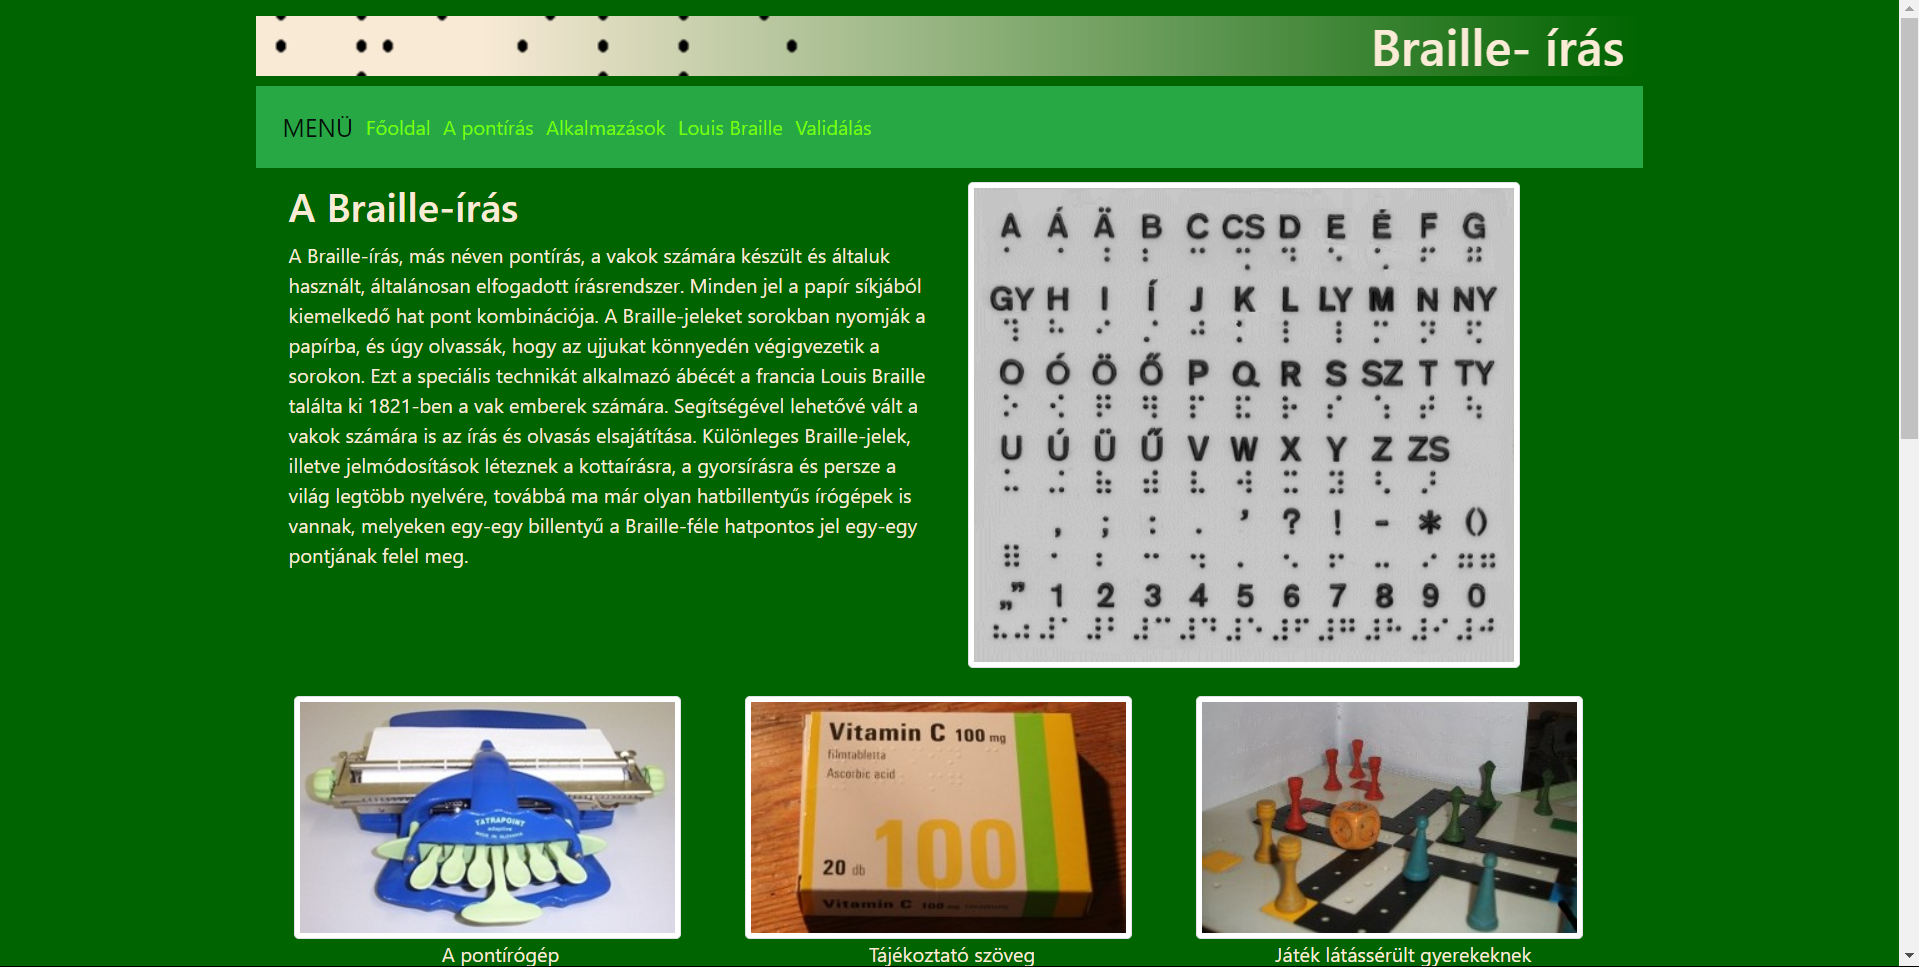 Braille- írás
MENÜ Főoldal A pontírás Alkalmazások Louis Braille Validálás
A Braille-írás
A Braille-írás, más néven pontírás, a vakok számára készült és általuk
használt, általánosan elfogadott írásrendszer. Minden jel a papír síkjából
kiemelkedő hat pont kombinációja. A Braille-jeleket sorokban nyomják a
papírba, és úgy olvassák, hogy az ujjukat könnyedén végigvezetik a
sorokon. Ezt a speciális technikát alkalmazó ábécét a francia Louis Braille
találta ki 1821-ben a vak emberek számára. Segítségével lehetővé vált a
vakok számára is az írás és olvasás elsajátítása. Különleges Braille-jelek,
illetve jelmódosítások léteznek a kottaírásra, a gyorsírásra és persze a
világ legtöbb nyelvére, továbbá ma már olyan hatbillentyűs írógépek is
vannak, melyeken egy-egy billentyű a Braille-féle hatpontos jel egy-egy
pontjának felel meg.
A Á Ä B C CS D E É F G
GY H I Í J K L LY M N NY
O Ó Ö Ő P Q R S SZ T TY
U Ú Ü Ű V W X Y Z ZS
, ; : . ’ ? ! - * ()
„” 1 2 3 4 5 6 7 8 9 0
TATRAPOINT
adaptive
MADE IN SLOVAKIA
Vitamin C 100 mg
filmtabletta
Ascorbic acid
100
20 db
Vitamin C 100 mg
A pontírógép
Tájékoztató szöveg
Játék látássérült gyerekeknek